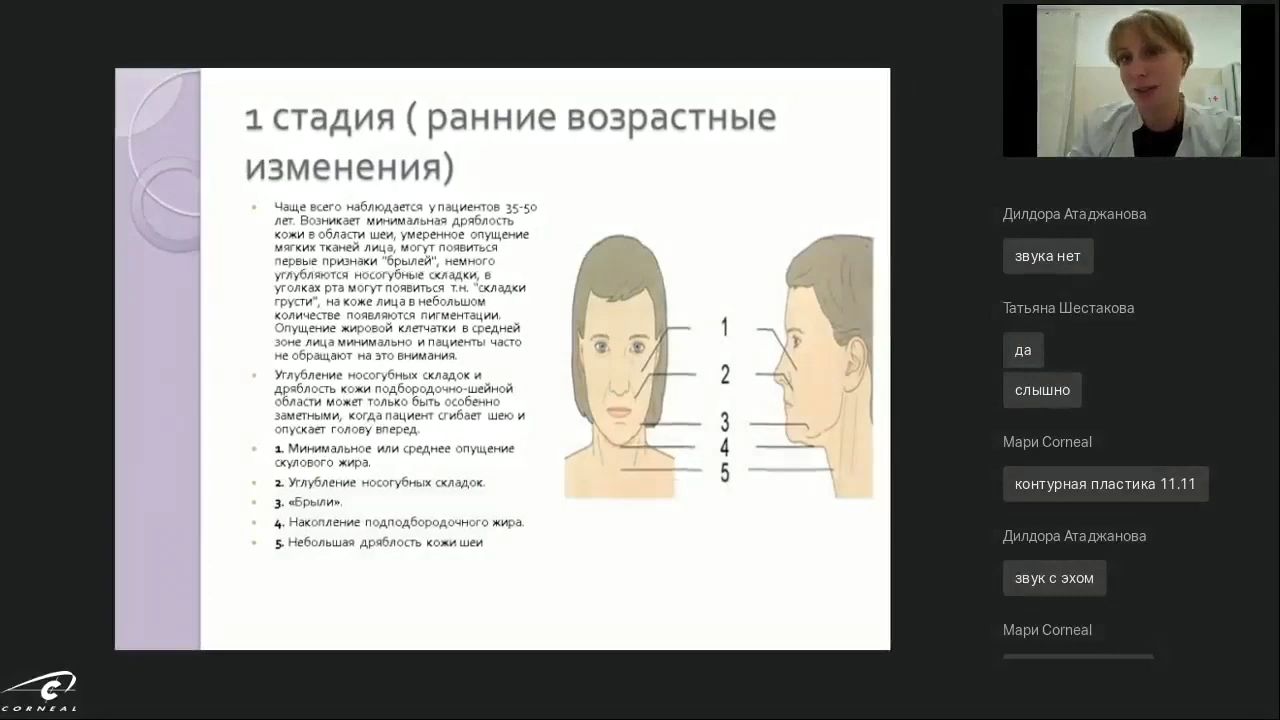 1 стадия ( ранние возрастные
изменения)
Чаще всего наблюдается у пациентов 35-50
лет. Возникает минимальная дряблость
кожи в области шеи, умеренное опущение
мягких тканей лица, могут появиться
первые признаки "брылей", немного
углубляются носогубные складки, в
уголках рта могут появиться т.н. "складки
грусти", на коже лица в небольшом
количестве появляются пигментации.
Опущение жировой клетчатки в средней
зоне лица минимально и пациенты часто
не обращают на это внимания.
Углубление носогубных складок и
дряблость кожи подбородочно-шейной
области может только быть особенно
заметными, когда пациент сгибает шею и
опускает голову вперед.
1. Минимальное или среднее опущение
скулового жира.
2. Углубление носогубных складок.
3. «Брыли».
4. Накопление подподбородочного жира.
5. Небольшая дряблость кожи шеи
1
2
3
4
5
Дилдора Атаджанова
звука нет
Татьяна Шестакова
да
слышно
Мари Corneal
контурная пластика 11.11
Дилдора Атаджанова
звук с эхом
Мари Corneal
CORNEAL